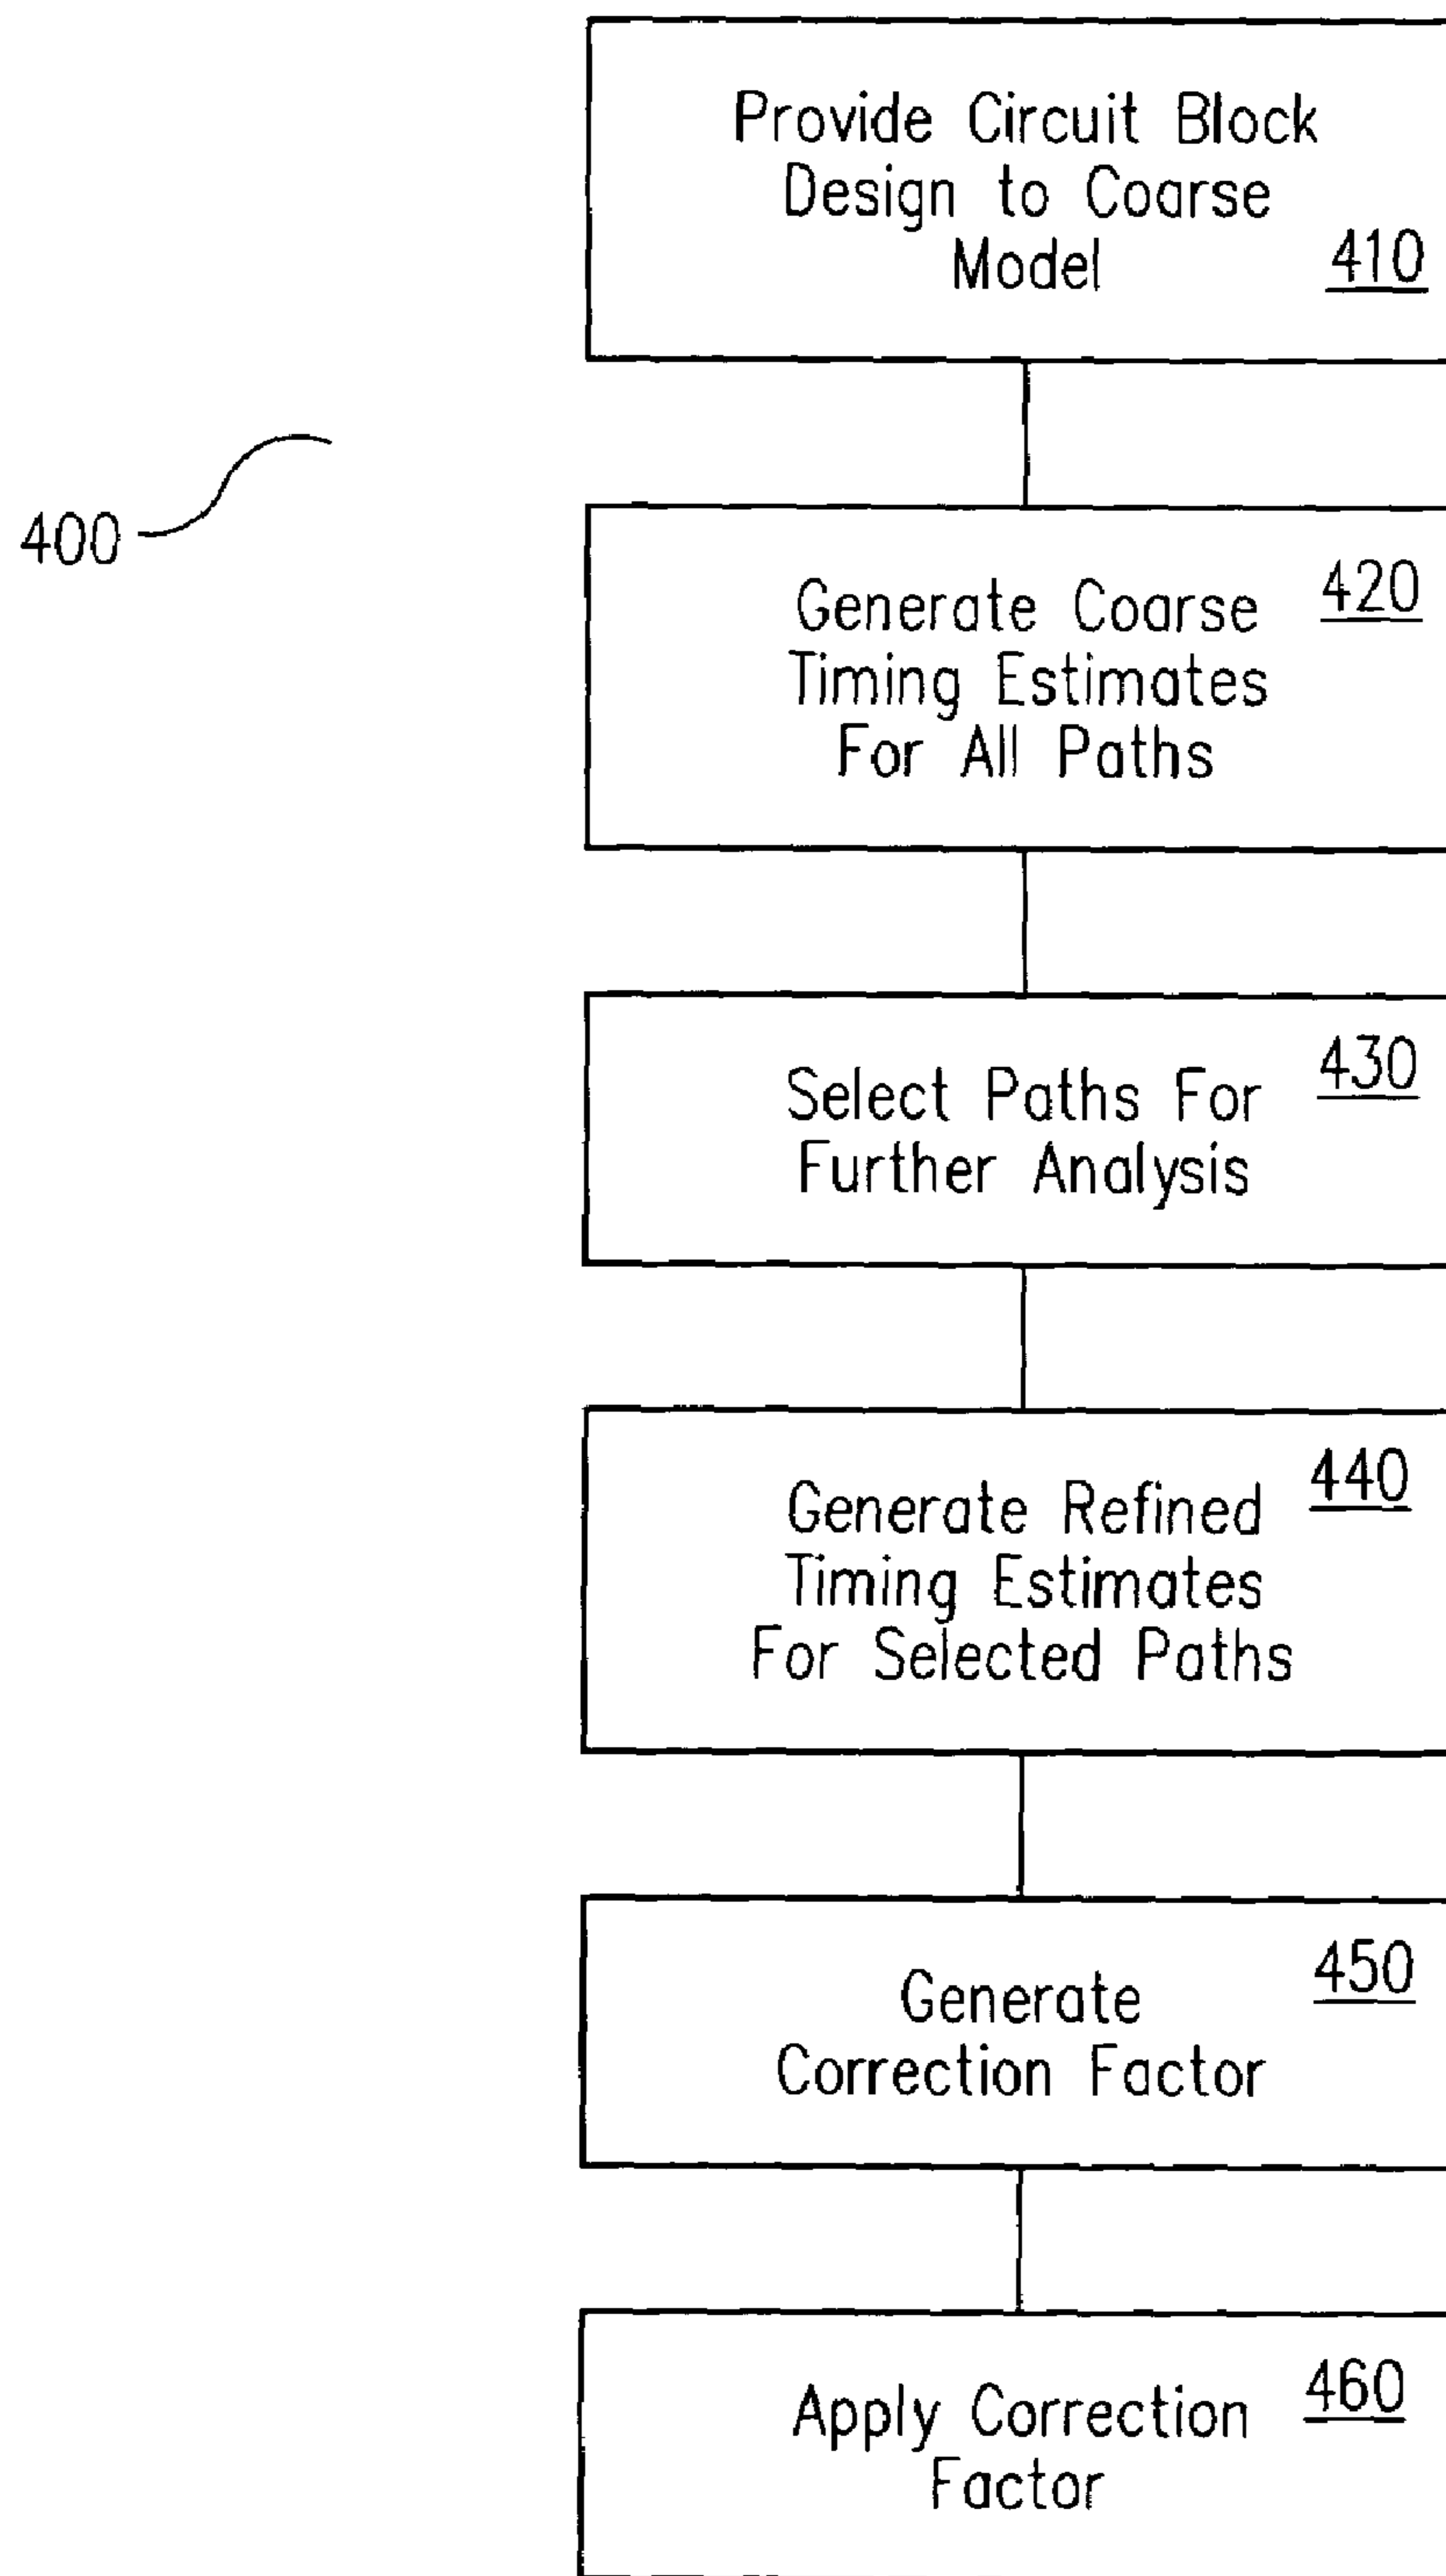 Provide Circuit Block
Design to Coarse
Model 410
400
Generate Coarse 420
Timing Estimates
For All Paths
Select Paths For 430
Further Analysis
Generate Refined 440
Timing Estimates
For Selected Paths
Generate 450
Correction Factor
Apply Correction 460
Factor